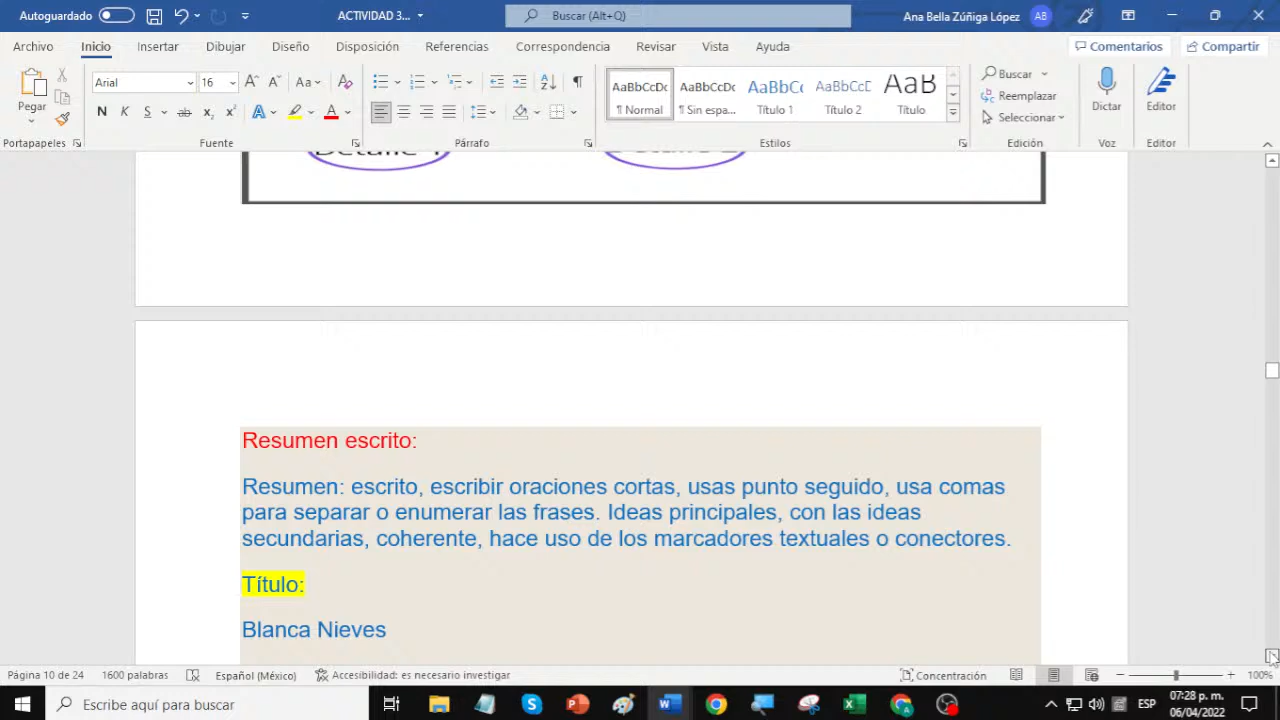 Autoguardado
ACTIVIDAD 3...
Buscar (Alt+Q)
Ana Bella Zúñiga López
AB
Archivo Inicio Insertar Dibujar Diseño Disposición Referencias Correspondencia Revisar Vista Ayuda
Comentarios
Compartir
Pegar
Portapapeles
Arial
16
Fuente
Párrafo
AaBbCcDc
¶ Normal
AaBbCcDc
¶ Sin espa...
AaBbCc
Título 1
AaBbCcD
Título 2
AaB
Título
Estilos
Buscar
Reemplazar
Seleccionar
Edición
Dictar
Voz
Editor
Editor
Resumen escrito:
Resumen: escrito, escribir oraciones cortas, usas punto seguido, usa comas
para separar o enumerar las frases. Ideas principales, con las ideas
secundarias, coherente, hace uso de los marcadores textuales o conectores.
Título:
Blanca Nieves
Página 10 de 24
1600 palabras
Español (México)
Accesibilidad: es necesario investigar
Concentración
100%
Escribe aquí para buscar
ESP
07:28 p. m.
06/04/2022